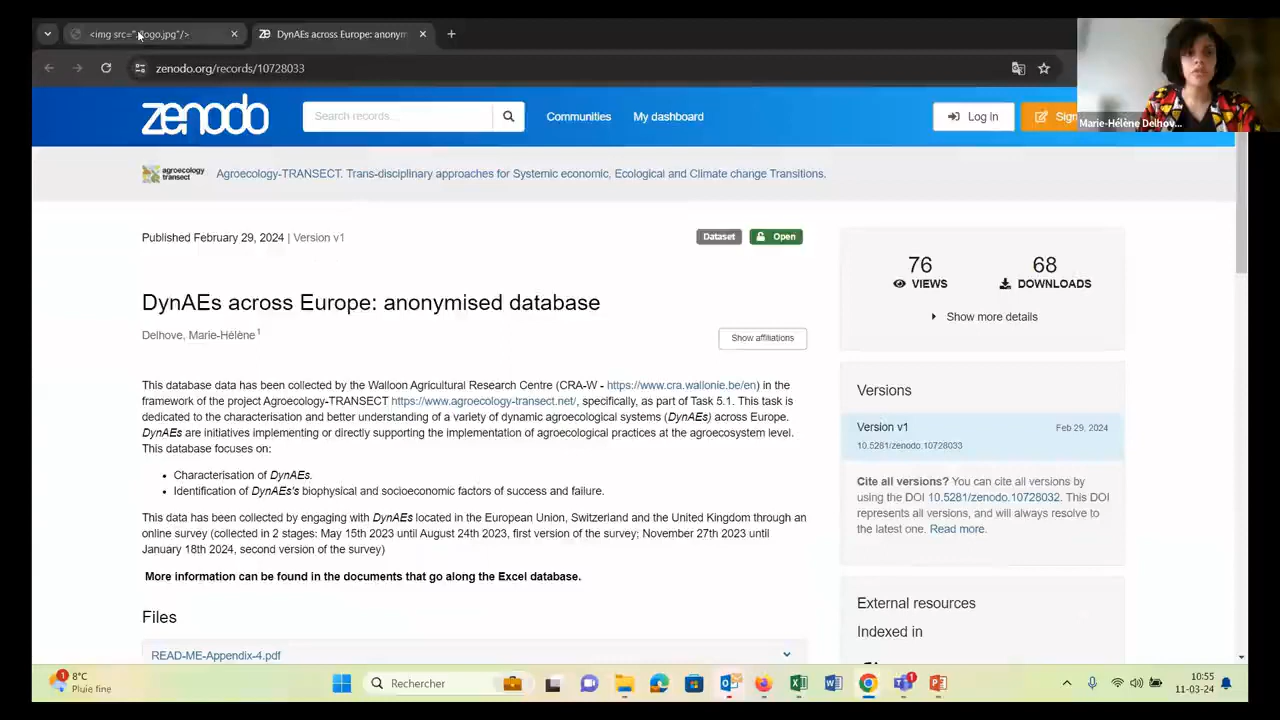 <img src="./logo.jpg"/>
DynAEs across Europe: anonym
zenodo.org/records/10728033
zenodo
Search records...
Communities
My dashboard
Log in
Sign
Marie-Hélène Delhov...
agroecology
transect
Agroecology-TRANSECT. Trans-disciplinary approaches for Systemic economic, Ecological and Climate change Transitions.
Published February 29, 2024 | Version v1
Dataset
Open
DynAEs across Europe: anonymised database
Delhove, Marie-Hélène 1
Show affiliations
This database data has been collected by the Walloon Agricultural Research Centre (CRA-W - https://www.cra.wallonie.be/en) in the
framework of the project Agroecology-TRANSECT https://www.agroecology-transect.net/, specifically, as part of Task 5.1. This task is
dedicated to the characterisation and better understanding of a variety of dynamic agroecological systems (DynAEs) across Europe.
DynAEs are initiatives implementing or directly supporting the implementation of agroecological practices at the agroecosystem level.
This database focuses on:
• Characterisation of DynAEs.
• Identification of DynAEs's biophysical and socioeconomic factors of success and failure.
This data has been collected by engaging with DynAEs located in the European Union, Switzerland and the United Kingdom through an
online survey (collected in 2 stages: May 15th 2023 until August 24th 2023, first version of the survey; November 27th 2023 until
January 18th 2024, second version of the survey)
More information can be found in the documents that go along the Excel database.
Files
READ-ME-Appendix-4.pdf
76
VIEWS
68
DOWNLOADS
Show more details
Versions
Version v1
Feb 29, 2024
10.5281/zenodo.10728033
Cite all versions? You can cite all versions by
using the DOI 10.5281/zenodo.10728032. This DOI
represents all versions, and will always resolve to
the latest one. Read more.
External resources
Indexed in
1
8°C
Pluie fine
Rechercher
1
10:55
11-03-24